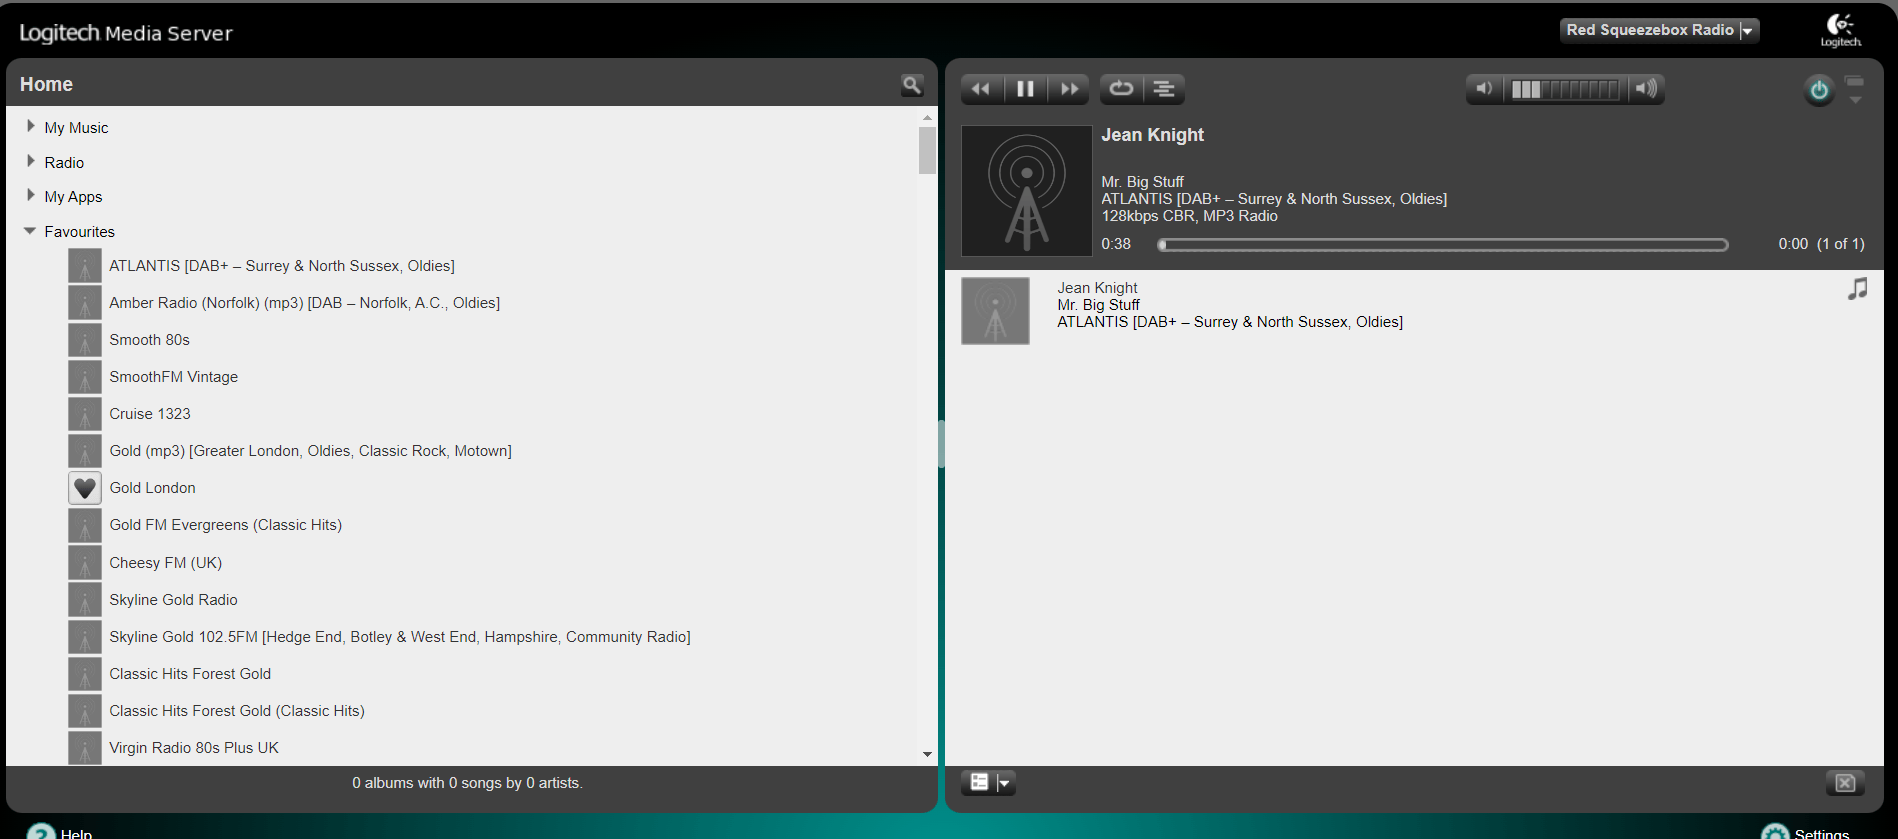 Logitech Media Server
Red Squeezebox Radio
Logitech
Home
My Music
Radio
My Apps
Favourites
ATLANTIS [DAB+ – Surrey & North Sussex, Oldies]
Amber Radio (Norfolk) (mp3) [DAB – Norfolk, A.C., Oldies]
Smooth 80s
SmoothFM Vintage
Cruise 1323
Gold (mp3) [Greater London, Oldies, Classic Rock, Motown]
Gold London
Gold FM Evergreens (Classic Hits)
Cheesy FM (UK)
Skyline Gold Radio
Skyline Gold 102.5FM [Hedge End, Botley & West End, Hampshire, Community Radio]
Classic Hits Forest Gold
Classic Hits Forest Gold (Classic Hits)
Virgin Radio 80s Plus UK
0 albums with 0 songs by 0 artists.
Jean Knight
Mr. Big Stuff
ATLANTIS [DAB+ – Surrey & North Sussex, Oldies]
128kbps CBR, MP3 Radio
0:38 0:00 (1 of 1)
Jean Knight
Mr. Big Stuff
ATLANTIS [DAB+ – Surrey & North Sussex, Oldies]
? Help
Settings